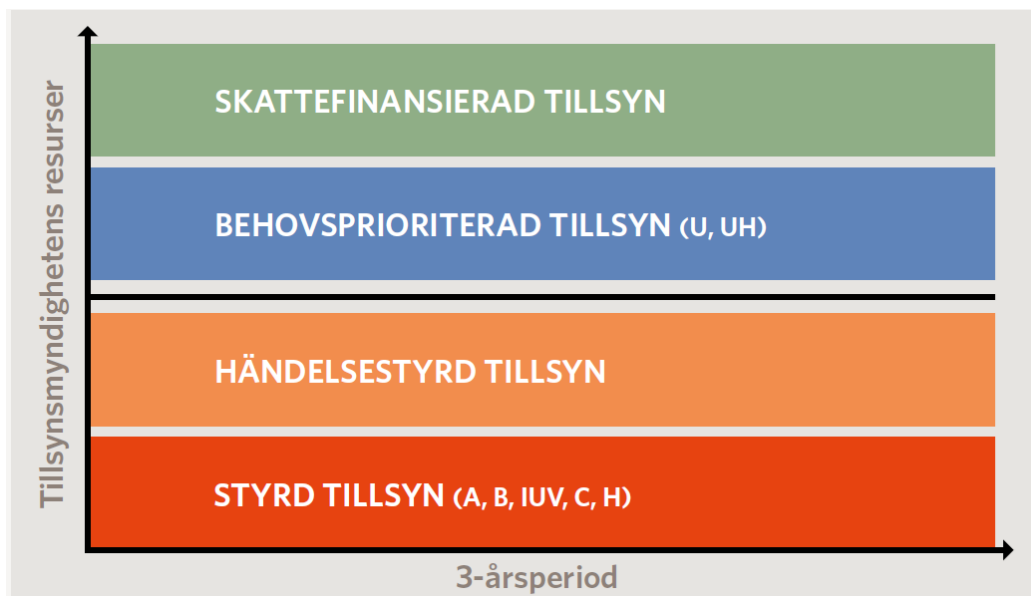 Tillsynsmyndighetens resurser
SKATTEFINANSIERAD TILLSYN
BEHOVSPRIORITERAD TILLSYN (U, UH)
HÄNDELSESTYRD TILLSYN
STYRD TILLSYN (A, B, IUV, C, H)
3-årsperiod